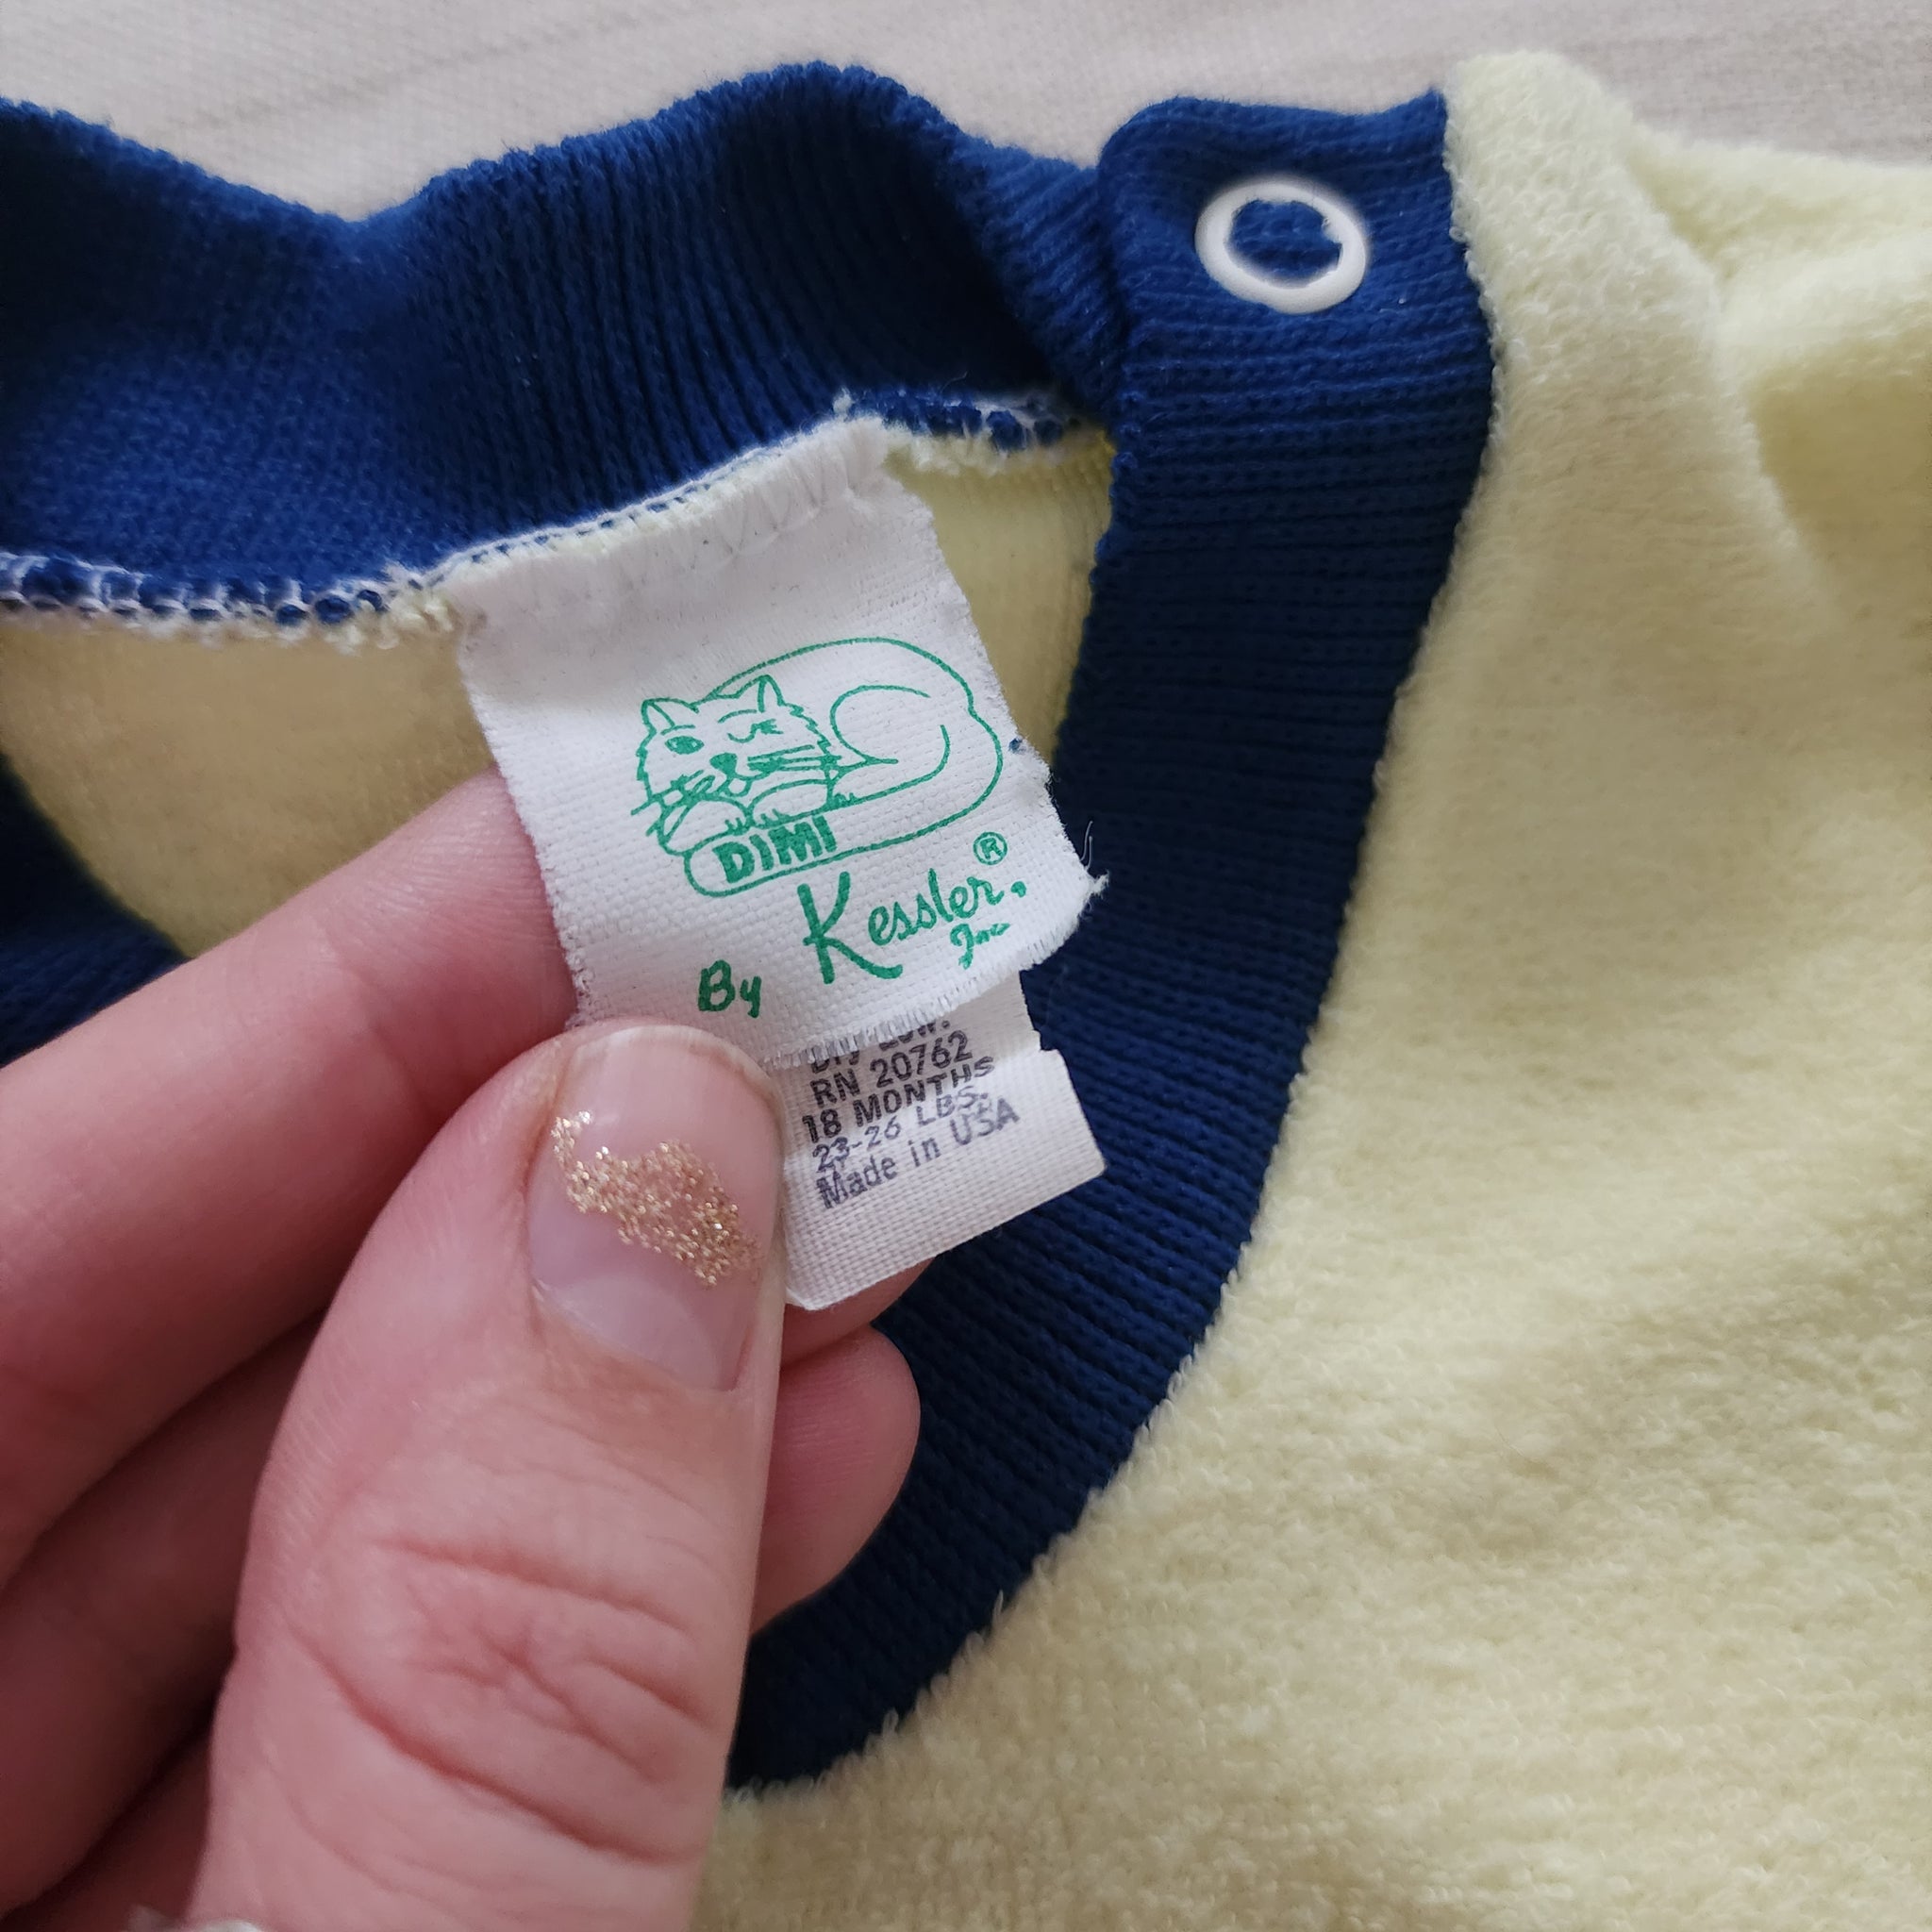 DIMI
By Kessler, ®
Inc
RN 20762
18 MONTHS
23-26 LBS.
Made in USA